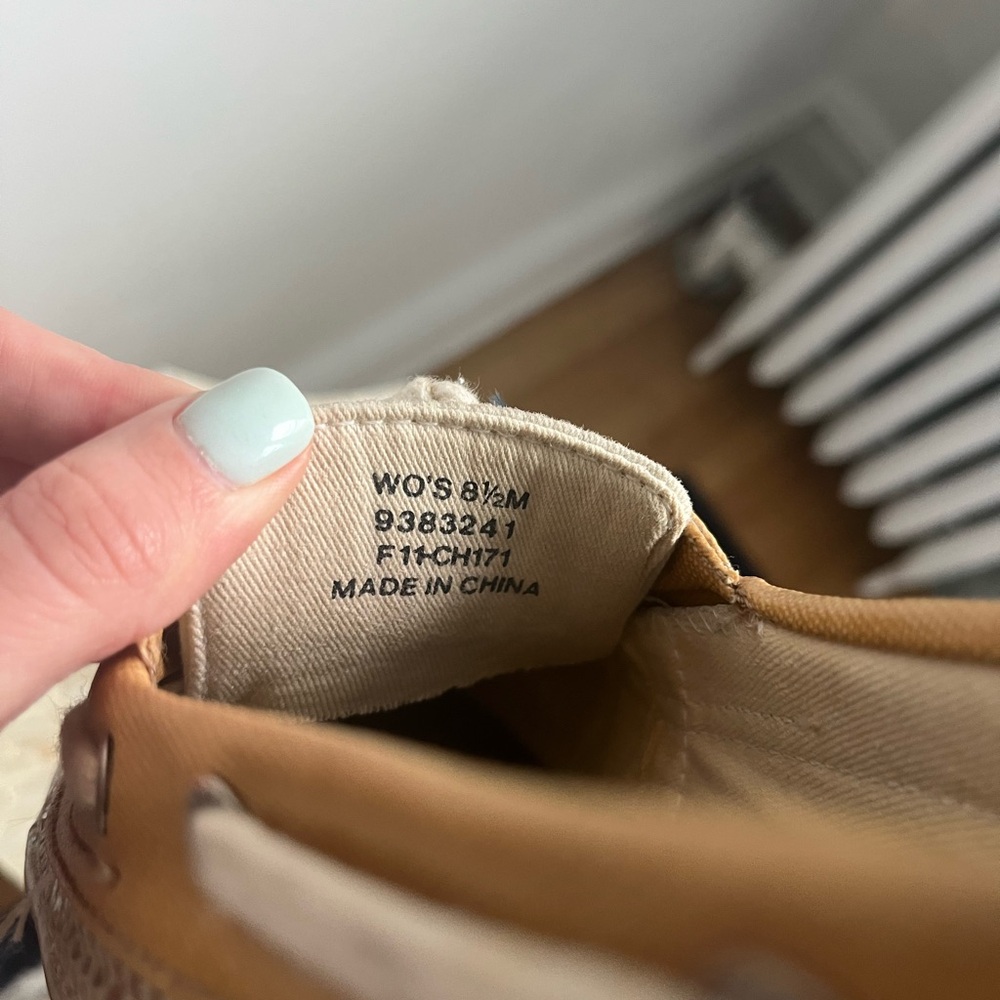 WO'S 8½M
9383241
F11-CH171
MADE IN CHINA